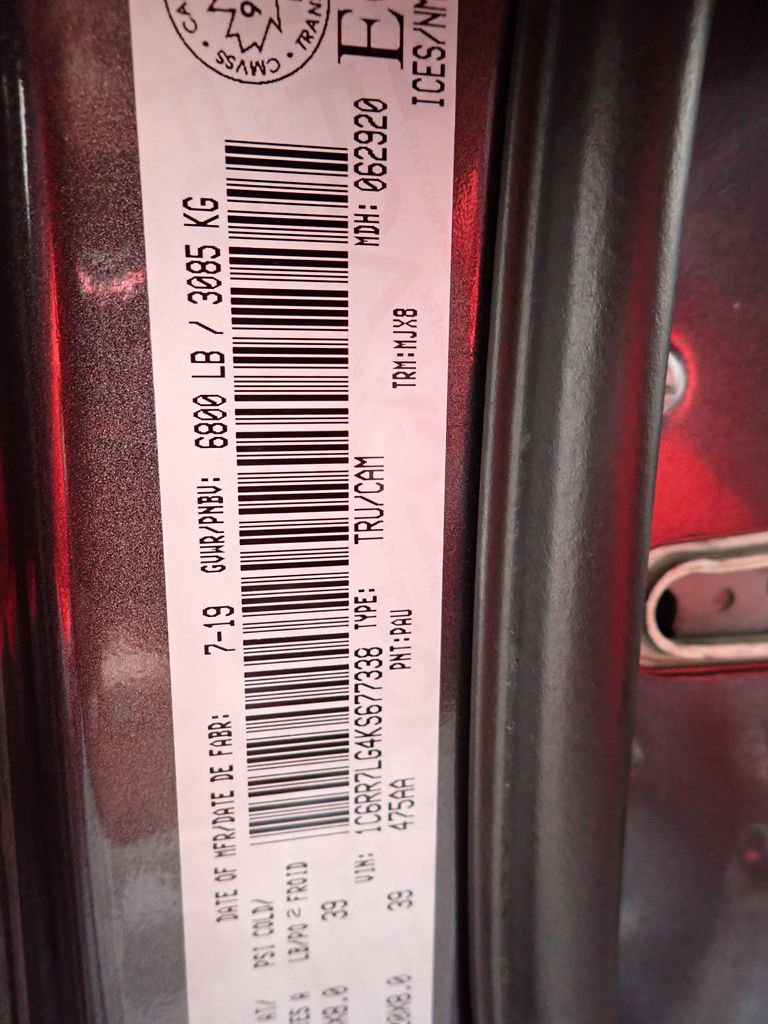 DATE OF MFR/DATE DE FABR: 7-19 GVWR/PNBV: 6800 LB / 3085 KG
PSI COLD/
LB/PO2 FROID
39
VIN: 1C6RR7LG4KS677338 TYPE: TRU/CAM MDH: 062920
475AA PNT:PAU TRM:MJX8
39
CMVSS
ICES/NM